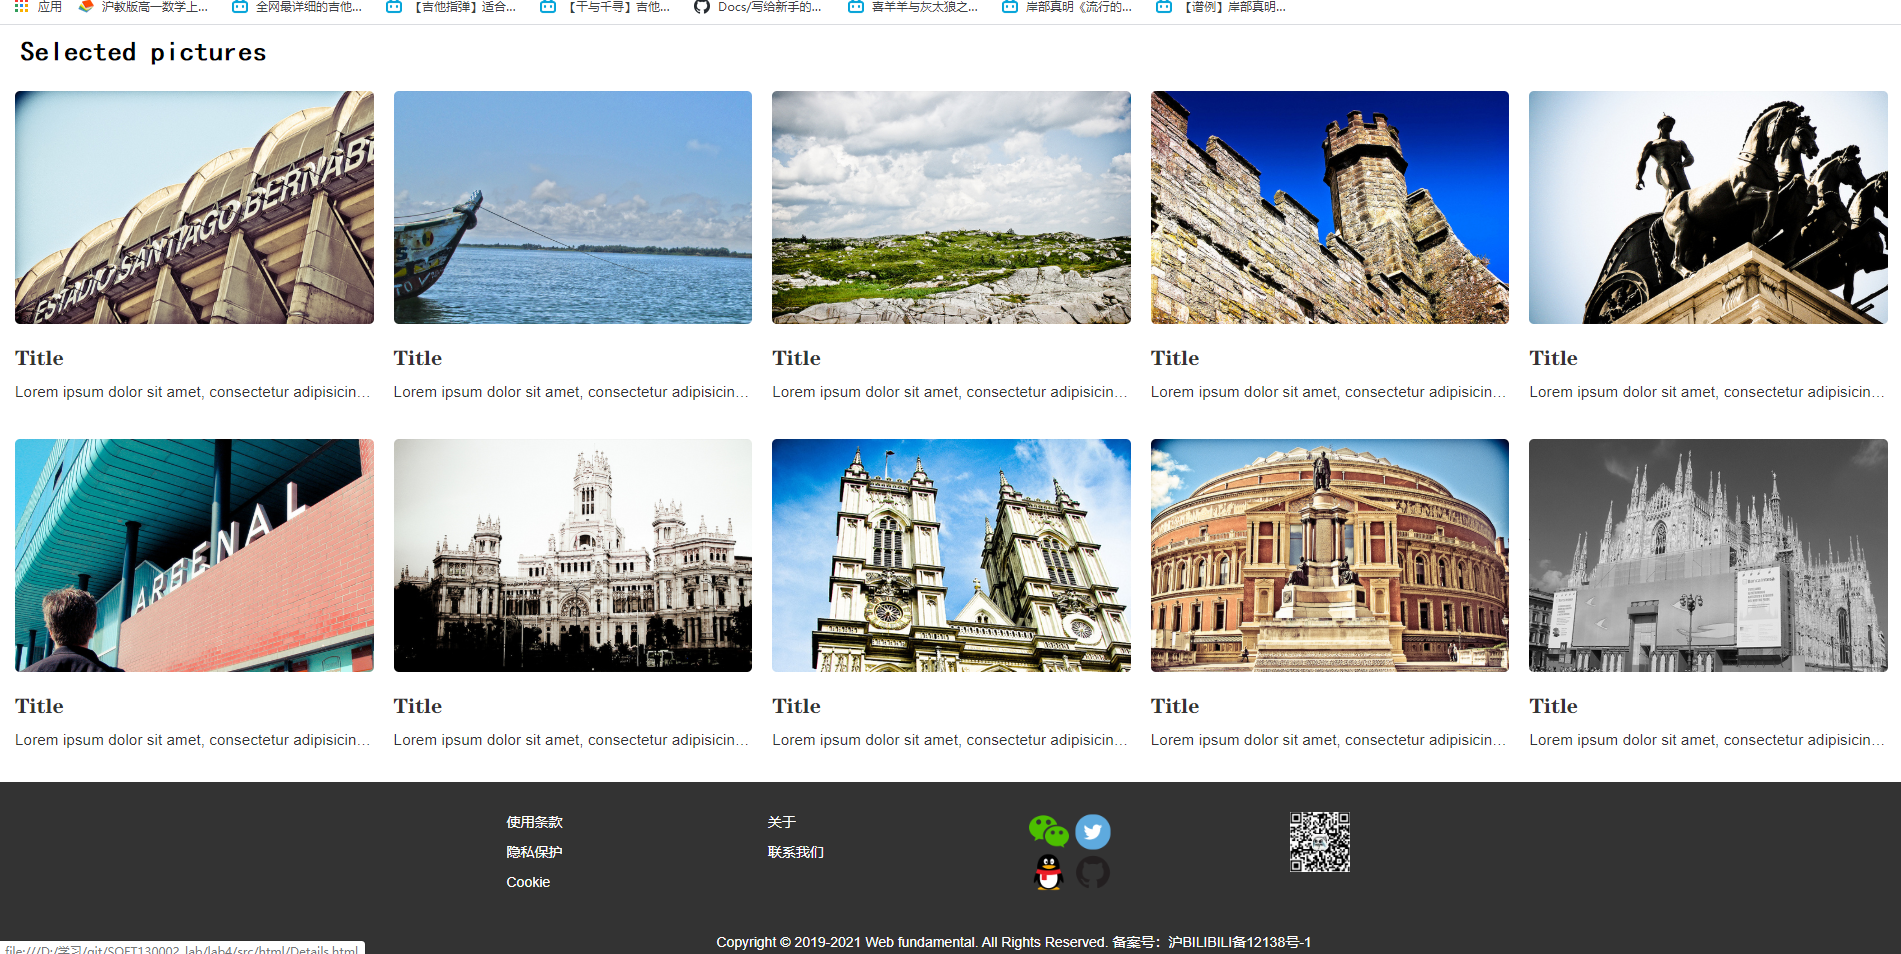 应用 沪教版高一数学上... 全网最详细的吉他... 【吉他指弹】适合... 【千与千寻】吉他... Docs/写给新手的... 喜羊羊与灰太狼之... 岸部真明《流行的... 【谱例】岸部真明...
Selected pictures
ESTADIO SANTIAGO BERNABE
TO V
Title Title Title Title Title
Lorem ipsum dolor sit amet, consectetur adipisicin... Lorem ipsum dolor sit amet, consectetur adipisicin... Lorem ipsum dolor sit amet, consectetur adipisicin... Lorem ipsum dolor sit amet, consectetur adipisicin... Lorem ipsum dolor sit amet, consectetur adipisicin...
ARSENAL
Title Title Title Title Title
Lorem ipsum dolor sit amet, consectetur adipisicin... Lorem ipsum dolor sit amet, consectetur adipisicin... Lorem ipsum dolor sit amet, consectetur adipisicin... Lorem ipsum dolor sit amet, consectetur adipisicin... Lorem ipsum dolor sit amet, consectetur adipisicin...
使用条款 关于
隐私保护 联系我们
Cookie
Copyright © 2019-2021 Web fundamental. All Rights Reserved. 备案号：沪BILIBILI备12138号-1
file:///D:/学习/git/SOFT130002_lab/lab4/src/html/Details.html